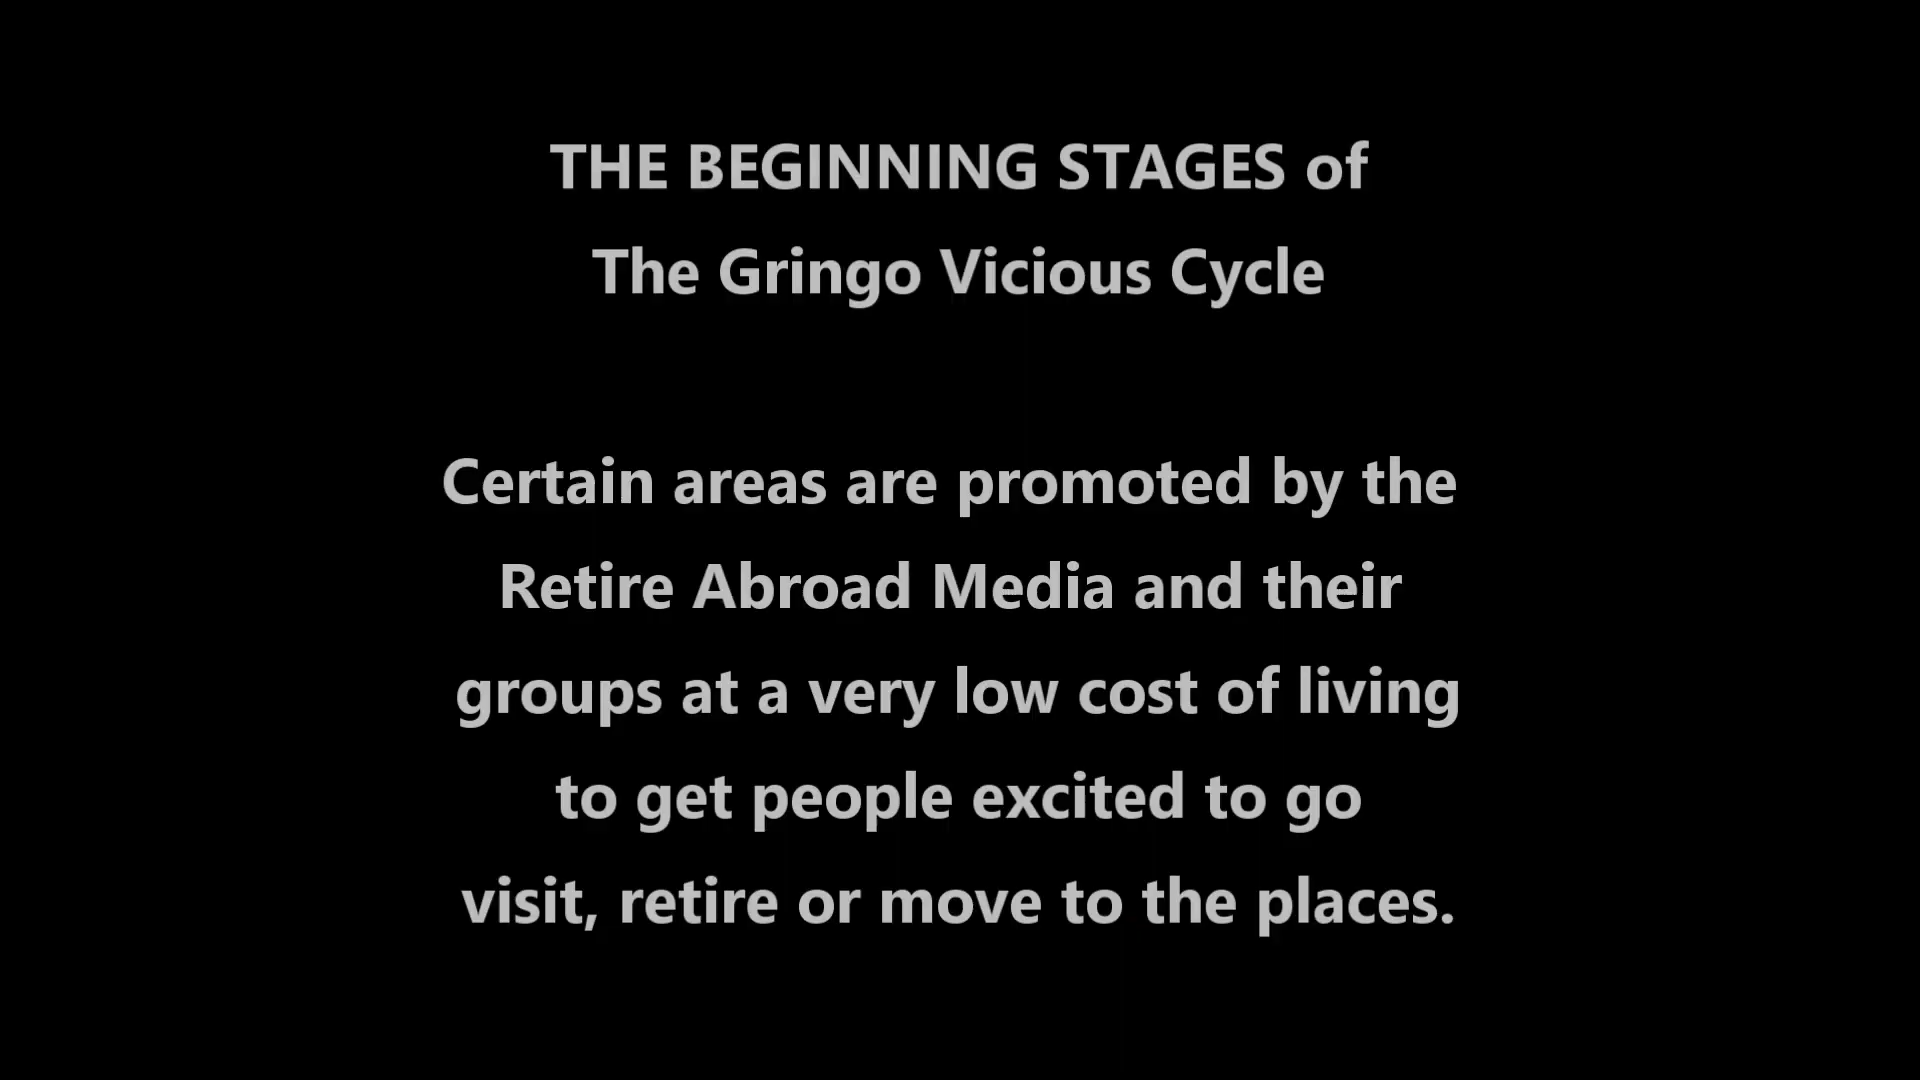 THE BEGINNING STAGES of
The Gringo Vicious Cycle
Certain areas are promoted by the
Retire Abroad Media and their
groups at a very low cost of living
to get people excited to go
visit, retire or move to the places.